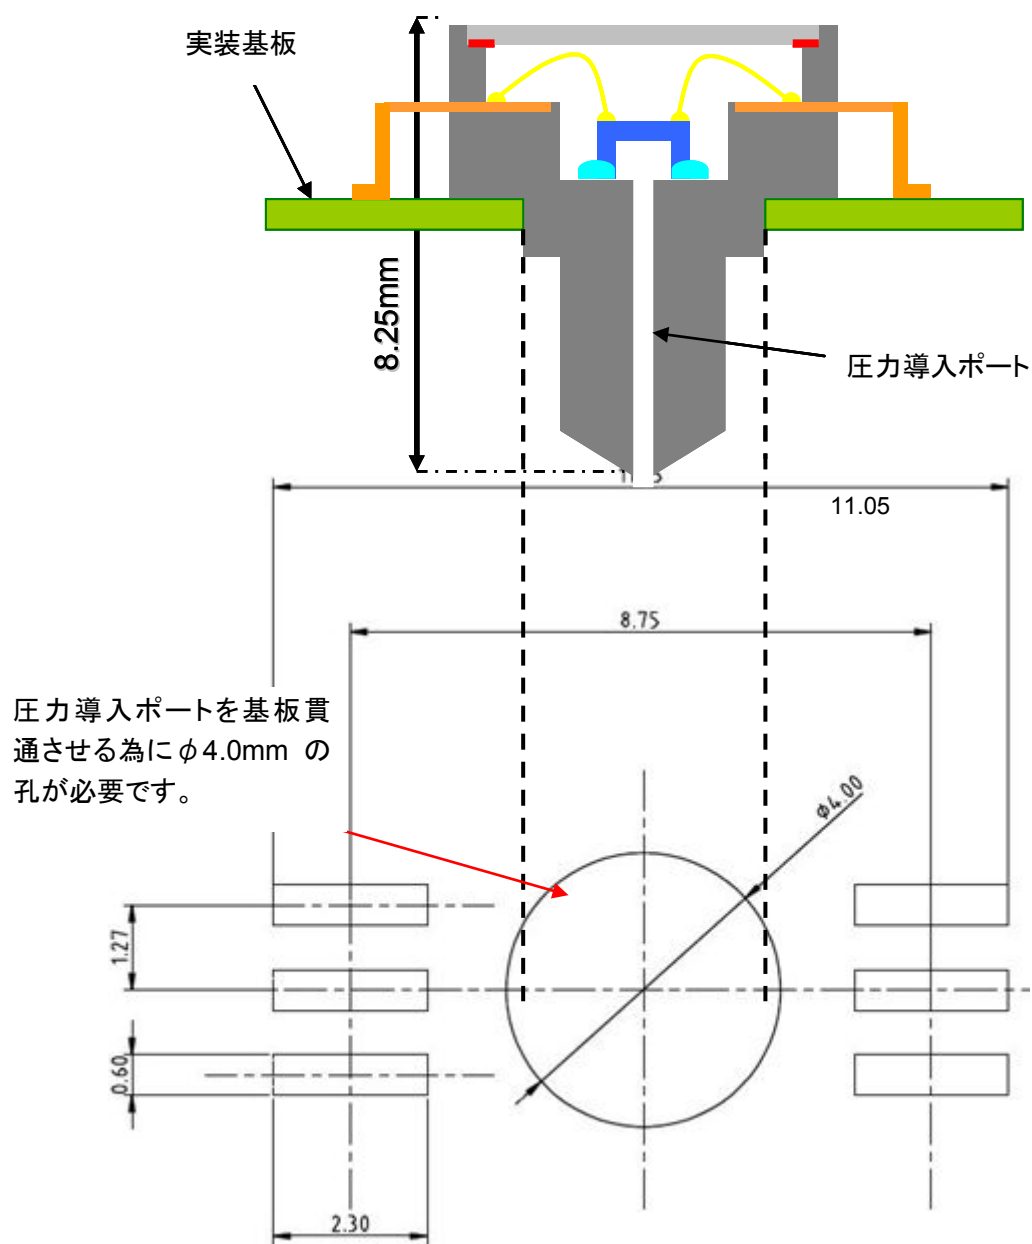 実装基板
8.25mm
圧力導入ポート
11.05
8.75
圧力導入ポートを基板貫
通させる為にφ4.0mm の
孔が必要です。
φ4.00
1.27
0.60
2.30